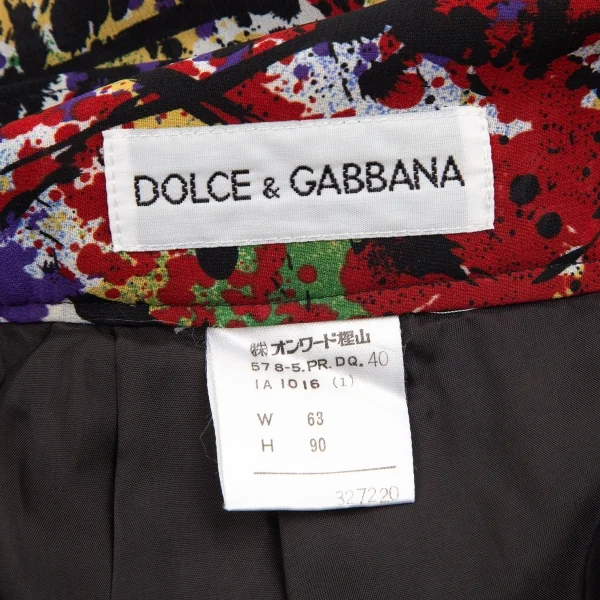 DOLCE & GABBANA
㈱オンワード樫山
578-5.PR.DQ. 40
IA 1016 (1)
W 63
H 90
327220